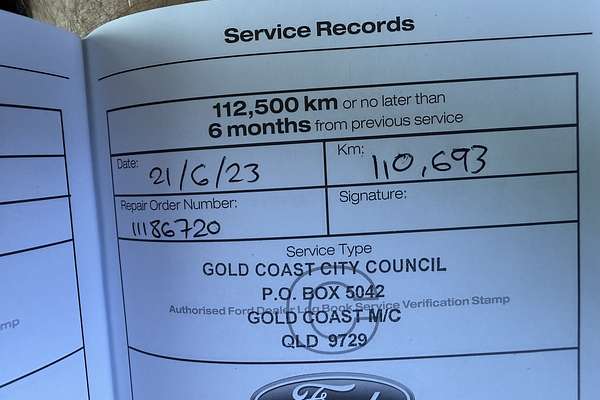 Service Records
112,500 km or no later than
6 months from previous service
Date: 21/6/23
Km: 110,693
Repair Order Number:
11186720
Signature:
Service Type
GOLD COAST CITY COUNCIL
P.O. BOX 5042
Authorised Ford Dealer Log Book Service Verification Stamp
GOLD COAST M/C
QLD 9729
mp
Ford